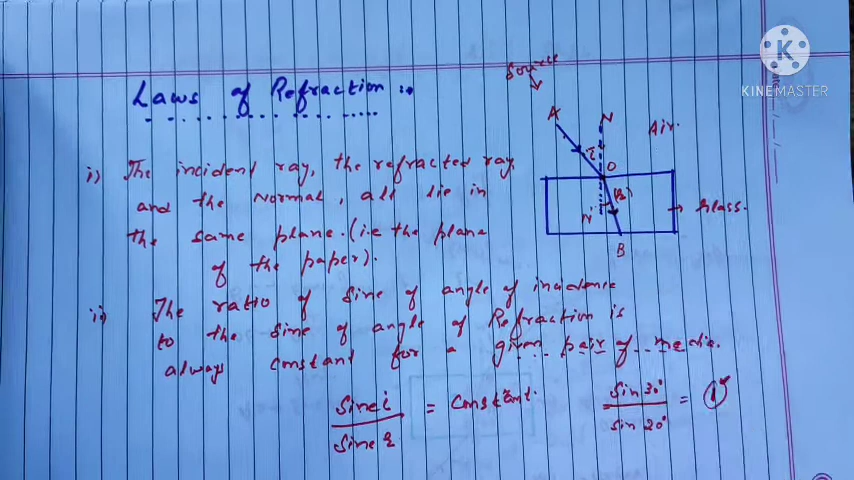 K
KINEMASTER
Laws of Refraction :-
Source
A
N
Air.
i
O
(r)
N'
Glass.
B
i) The incident ray, the refracted ray,
and the Normal, all lie in
the same plane. (i.e the plane
of the paper).
ii) The ratio of sine of angle of incidence
to the sine of angle of Refraction is
always constant for a given pair of media.
Sine i
= Constant.
Sine r
Sin 30°
=
Sin 20°